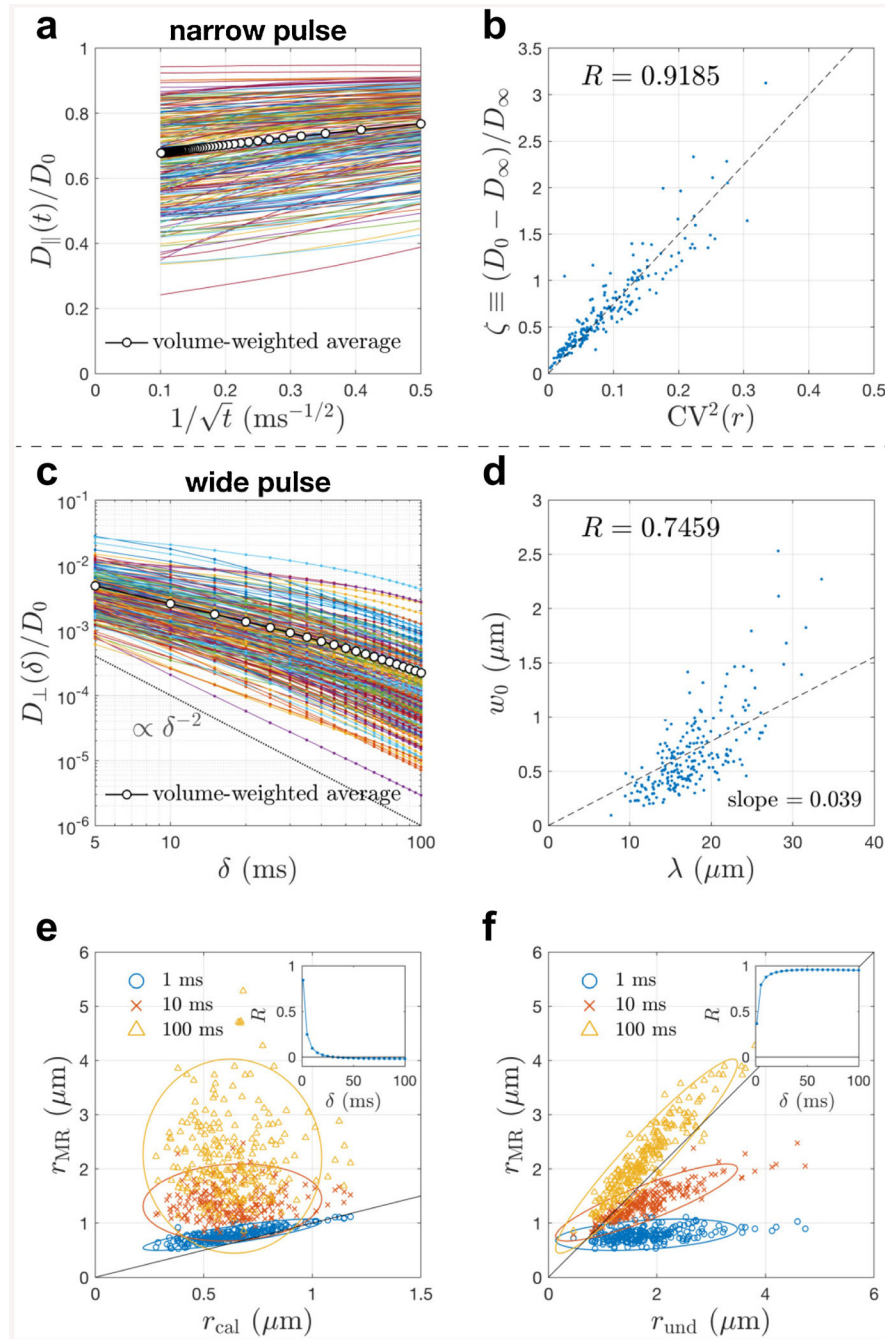 a narrow pulse
D∥(t)/D0
1
0.8
0.6
0.4
0.2
0
volume-weighted average
0 0.1 0.2 0.3 0.4 0.5
1/√t (ms−1/2)
b
R = 0.9185
ζ ≡ (D0 − D∞)/D∞
3.5
3
2.5
2
1.5
1
0.5
0
0 0.1 0.2 0.3 0.4 0.5
CV2(r)
c wide pulse
D⊥(δ)/D0
10-1
10-2
10-3
10-4
10-5
10-6
∝ δ−2
volume-weighted average
5 10 100
δ (ms)
d
R = 0.7459
w0 (μm)
3
2.5
2
1.5
1
0.5
0
slope = 0.039
0 10 20 30 40
λ (μm)
e
rMR (μm)
6
5
4
3
2
1
0
1 ms
10 ms
100 ms
R
1
0.5
0
0 50 100
δ (ms)
0 0.5 1 1.5
rcal (μm)
f
rMR (μm)
6
5
4
3
2
1
0
1 ms
10 ms
100 ms
R
1
0.5
0
0 50 100
δ (ms)
0 2 4 6
rund (μm)